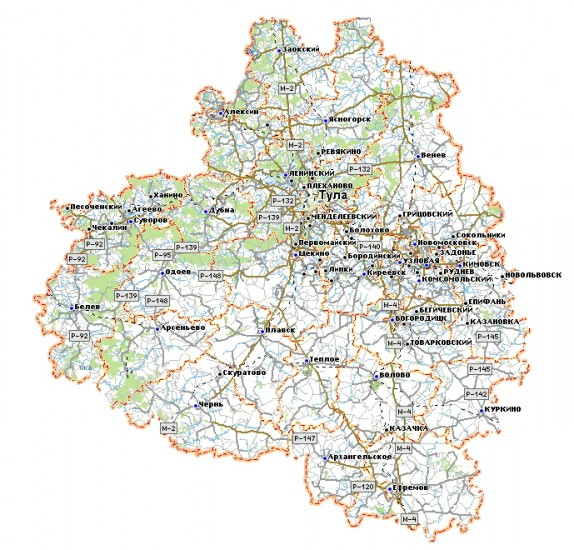 Заокский
М-2
Алексин
Ясногорск
М-2
РЕВЯКИНО
Венев
Р-132
ЛЕНИНСКИЙ
ПЛЕХАНОВО
Тула
Ханино
Песоченский
Агеево
Дубна
Р-132
Суворов
Чекалин
Р-139
МЕНДЕЛЕЕВСКИЙ
ГРИЦОВСКИЙ
М-2
Болохово
Сокольники
Р-92
Первомайский
Р-140
Новомосковск
Р-139
Р-95
Щекино
Бородинский
ЗАДОНЬЕ
Р-92
УЗЛОВАЯ
КИМОВСК
Одоев
Р-148
Липки
Киреевск
РУДНЕВ
НОВОЛЬВОВСК
КОМСОМОЛЬСКИЙ
Р-139
Р-148
М-4
ЕПИФАНЬ
Белев
БЕГИЧЕВСКИЙ
БОГОРОДИЦК
КАЗАНОВКА
Арсеньево
Плавск
Р-92
Р-145
М-4
ТОВАРКОВСКИЙ
Теплое
Ока
Скуратово
ВОЛОВО
Р-145
Р-142
Чернь
М-4
КУРКИНО
М-2
КАЗАЧКА
Р-147
М-4
Архангельское
Р-120
Ефремов
М-4